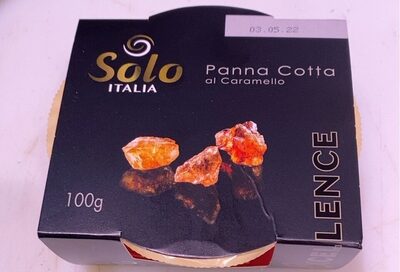 03.05.22
Solo
ITALIA
Panna Cotta
al Caramello
100g
LENCE